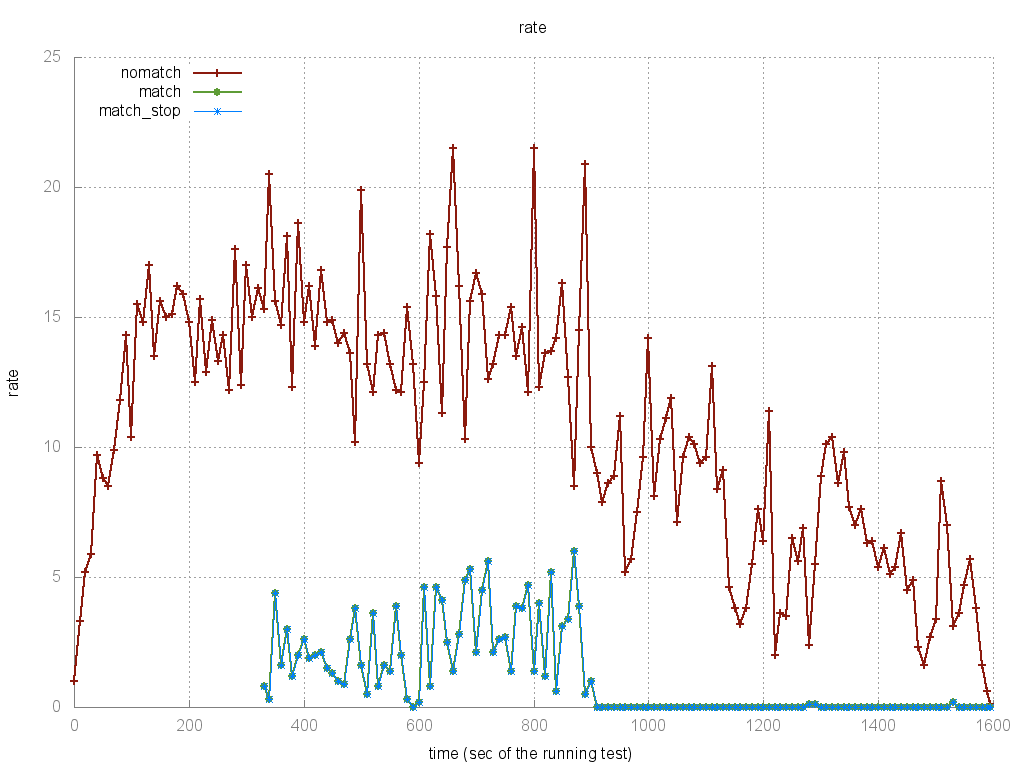 rate
25
20
15
10
5
0
nomatch
match
match_stop
rate
0 200 400 600 800 1000 1200 1400 1600
time (sec of the running test)